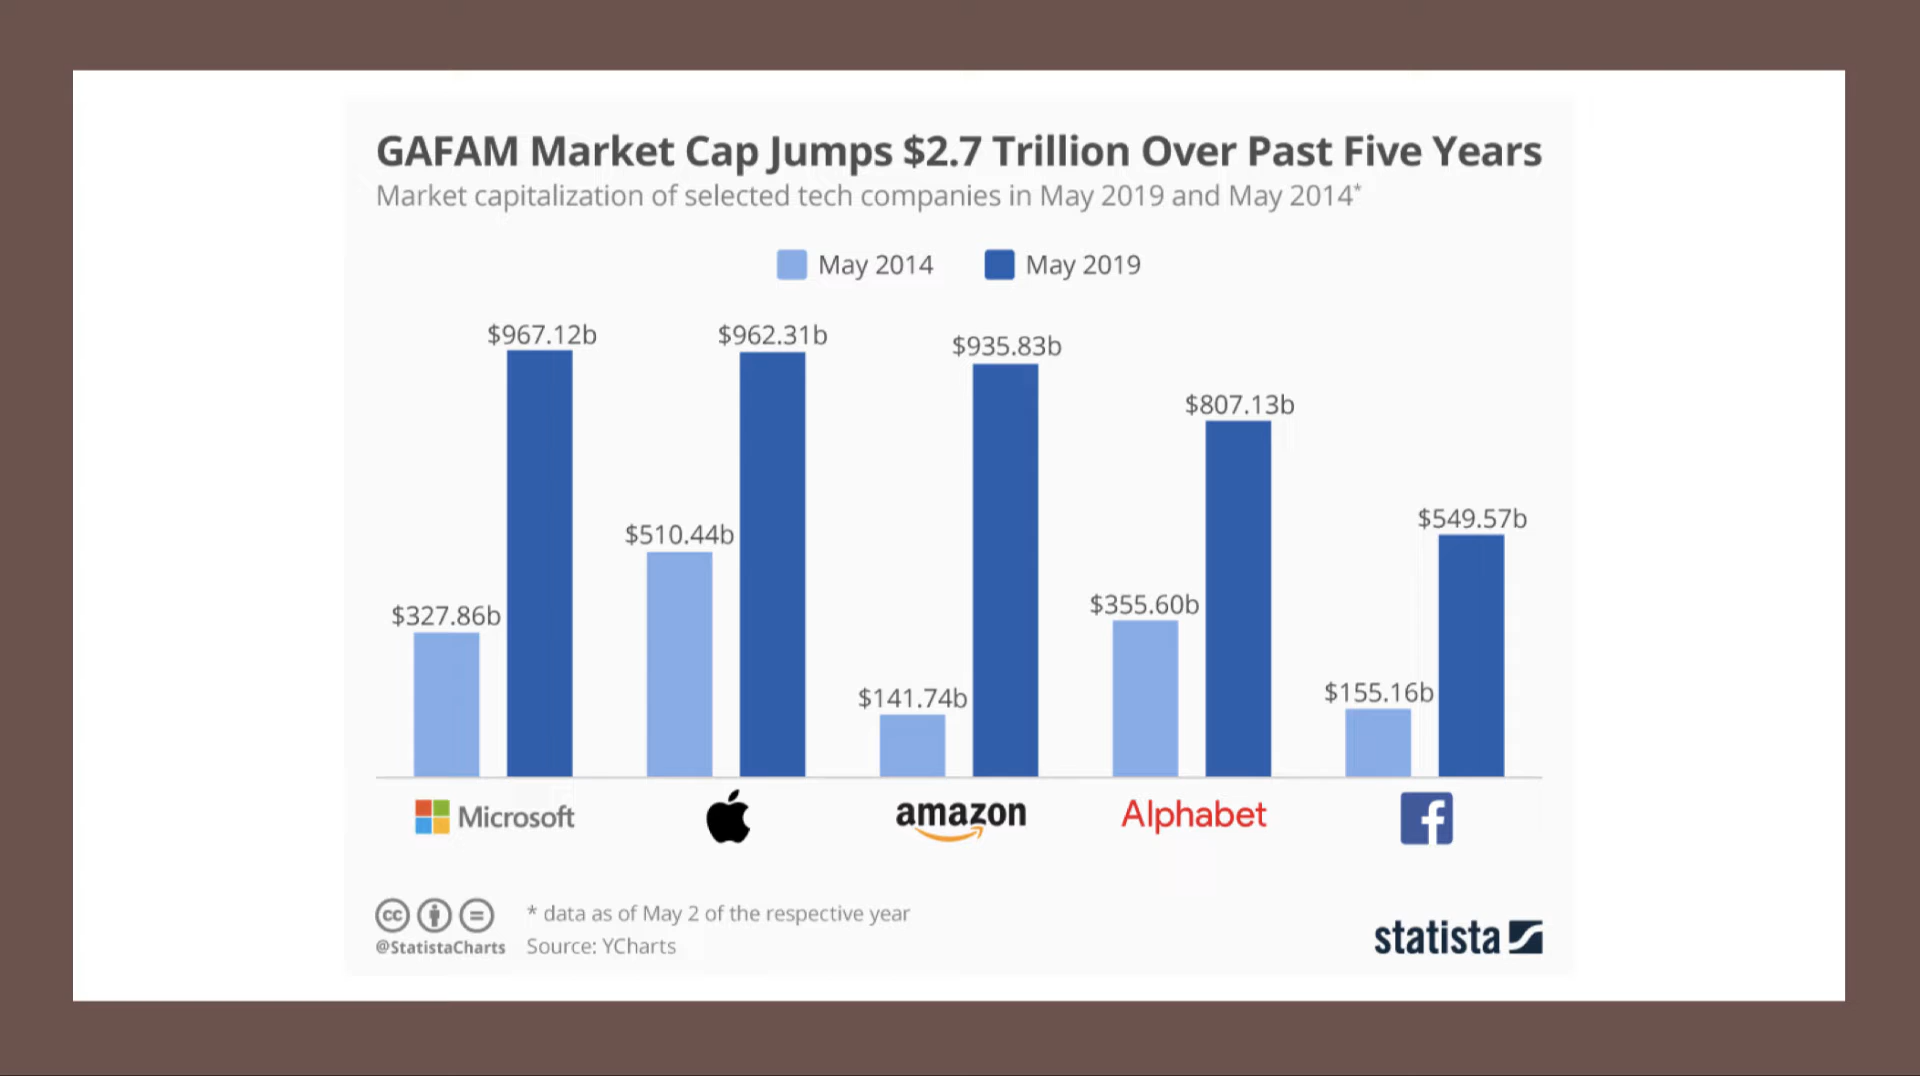 GAFAM Market Cap Jumps $2.7 Trillion Over Past Five Years
Market capitalization of selected tech companies in May 2019 and May 2014*
May 2014 May 2019
$967.12b $962.31b $935.83b
$807.13b
$510.44b $549.57b
$327.86b $355.60b
$141.74b $155.16b
Microsoft amazon Alphabet f
cc = * data as of May 2 of the respective year
@StatistaCharts Source: YCharts
statista